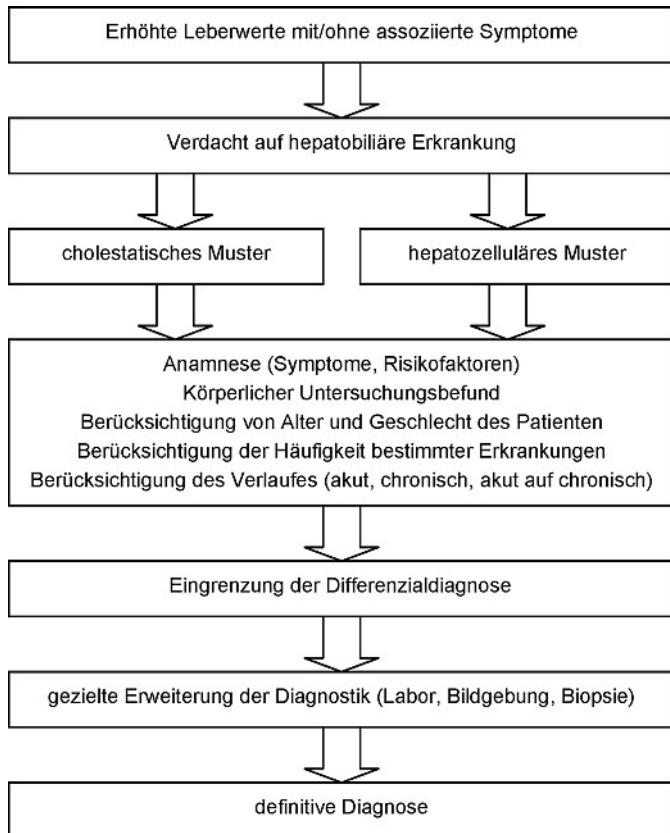 Erhöhte Leberwerte mit/ohne assoziierte Symptome
Verdacht auf hepatobiliäre Erkrankung
cholestatisches Muster
hepatozelluläres Muster
Anamnese (Symptome, Risikofaktoren)
Körperlicher Untersuchungsbefund
Berücksichtigung von Alter und Geschlecht des Patienten
Berücksichtigung der Häufigkeit bestimmter Erkrankungen
Berücksichtigung des Verlaufes (akut, chronisch, akut auf chronisch)
Eingrenzung der Differenzialdiagnose
gezielte Erweiterung der Diagnostik (Labor, Bildgebung, Biopsie)
definitive Diagnose